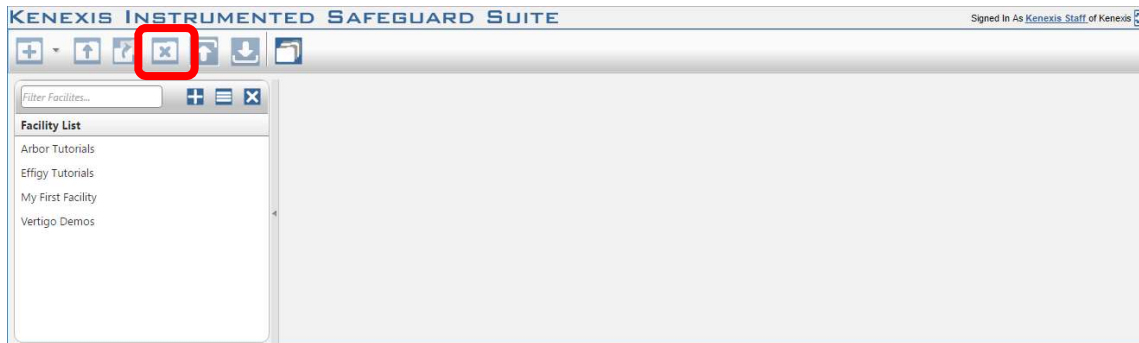 KENEXIS INSTRUMENTED SAFEGUARD SUITE
Signed In As Kenexis Staff of Kenexis
Filter Facilites...
Facility List
Arbor Tutorials
Effigy Tutorials
My First Facility
Vertigo Demos